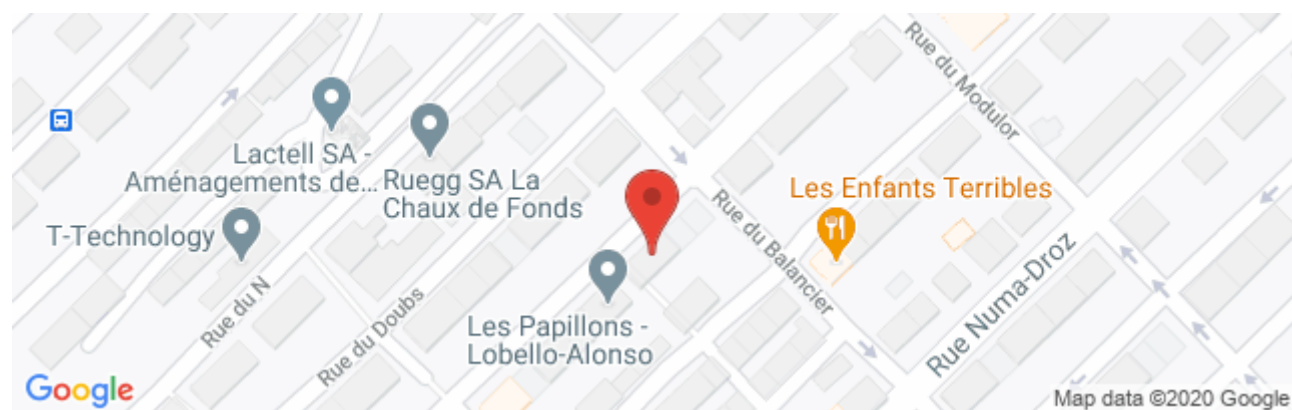 Rue du Modulor
Lactell SA -
Aménagements de...
Ruegg SA La
Chaux de Fonds
Les Enfants Terribles
T-Technology
Rue du Balancier
Rue Numa-Droz
Rue du N
Rue du Doubs
Les Papillons -
Lobello-Alonso
Google
Map data ©2020 Google